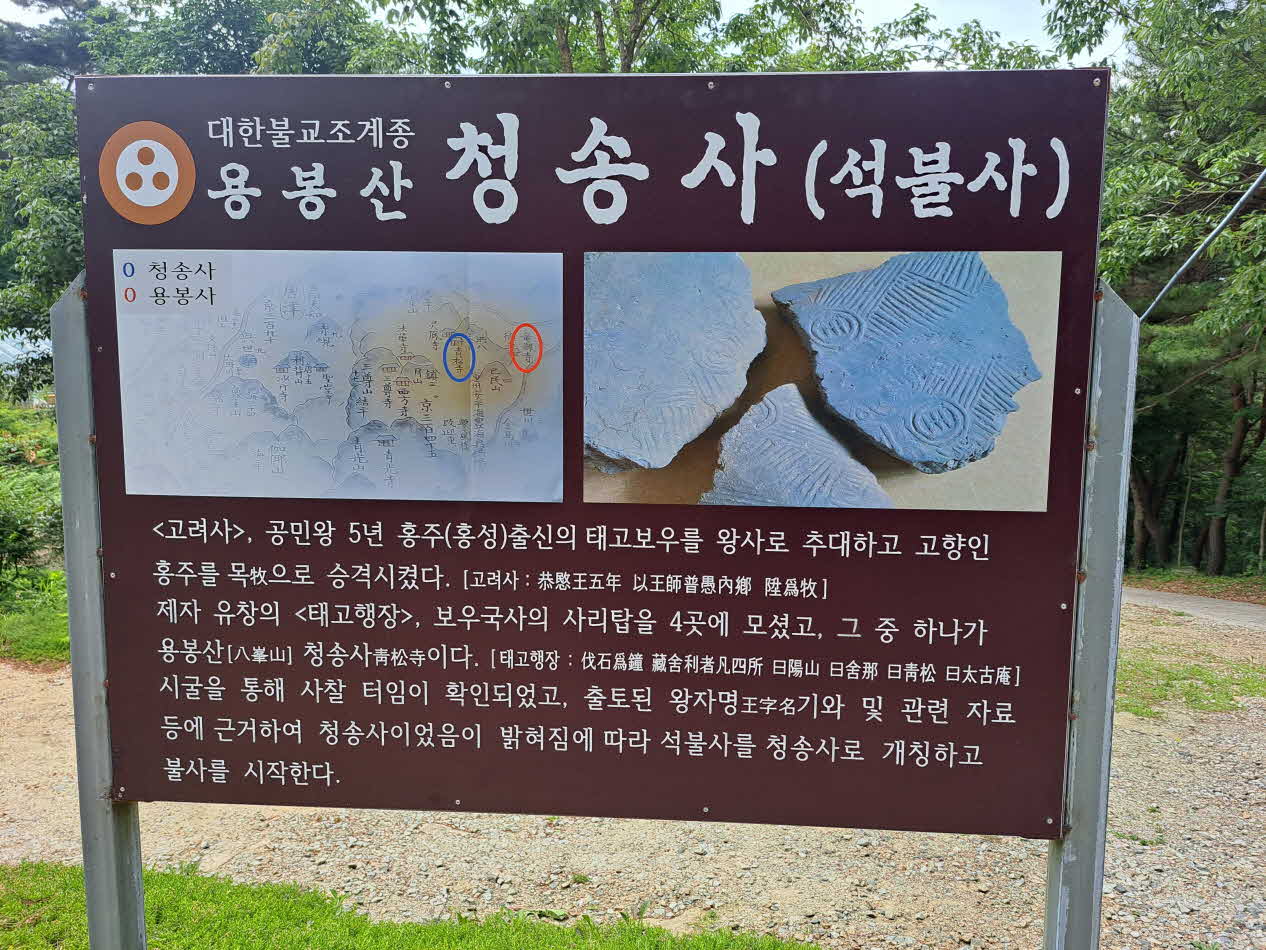 대한불교조계종
용봉산 청송사 (석불사)
0 청송사
0 용봉사
<고려사>, 공민왕 5년 홍주(홍성)출신의 태고보우를 왕사로 추대하고 고향인
홍주를 목牧으로 승격시켰다. [고려사 : 恭愍王五年 以王師普愚內鄕 陞爲牧]
제자 유창의 <태고행장>, 보우국사의 사리탑을 4곳에 모셨고, 그 중 하나가
용봉산[八峯山] 청송사靑松寺이다. [태고행장 : 伐石爲鐘 藏舍利者凡四所 曰陽山 曰舍那 曰靑松 曰太古庵]
시굴을 통해 사찰 터임이 확인되었고, 출토된 왕자명王字名기와 및 관련 자료
등에 근거하여 청송사이었음이 밝혀짐에 따라 석불사를 청송사로 개칭하고
불사를 시작한다.